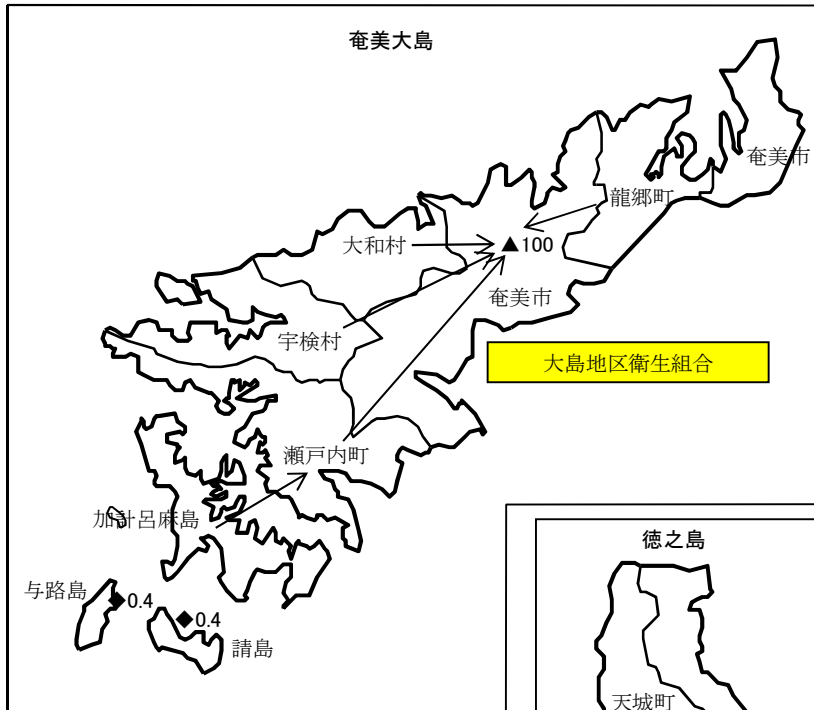 奄美大島
奄美市
龍郷町
大和村
▲100
奄美市
宇検村
大島地区衛生組合
瀬戸内町
加計呂麻島
与路島
◆0.4
◆0.4
請島
徳之島
天城町